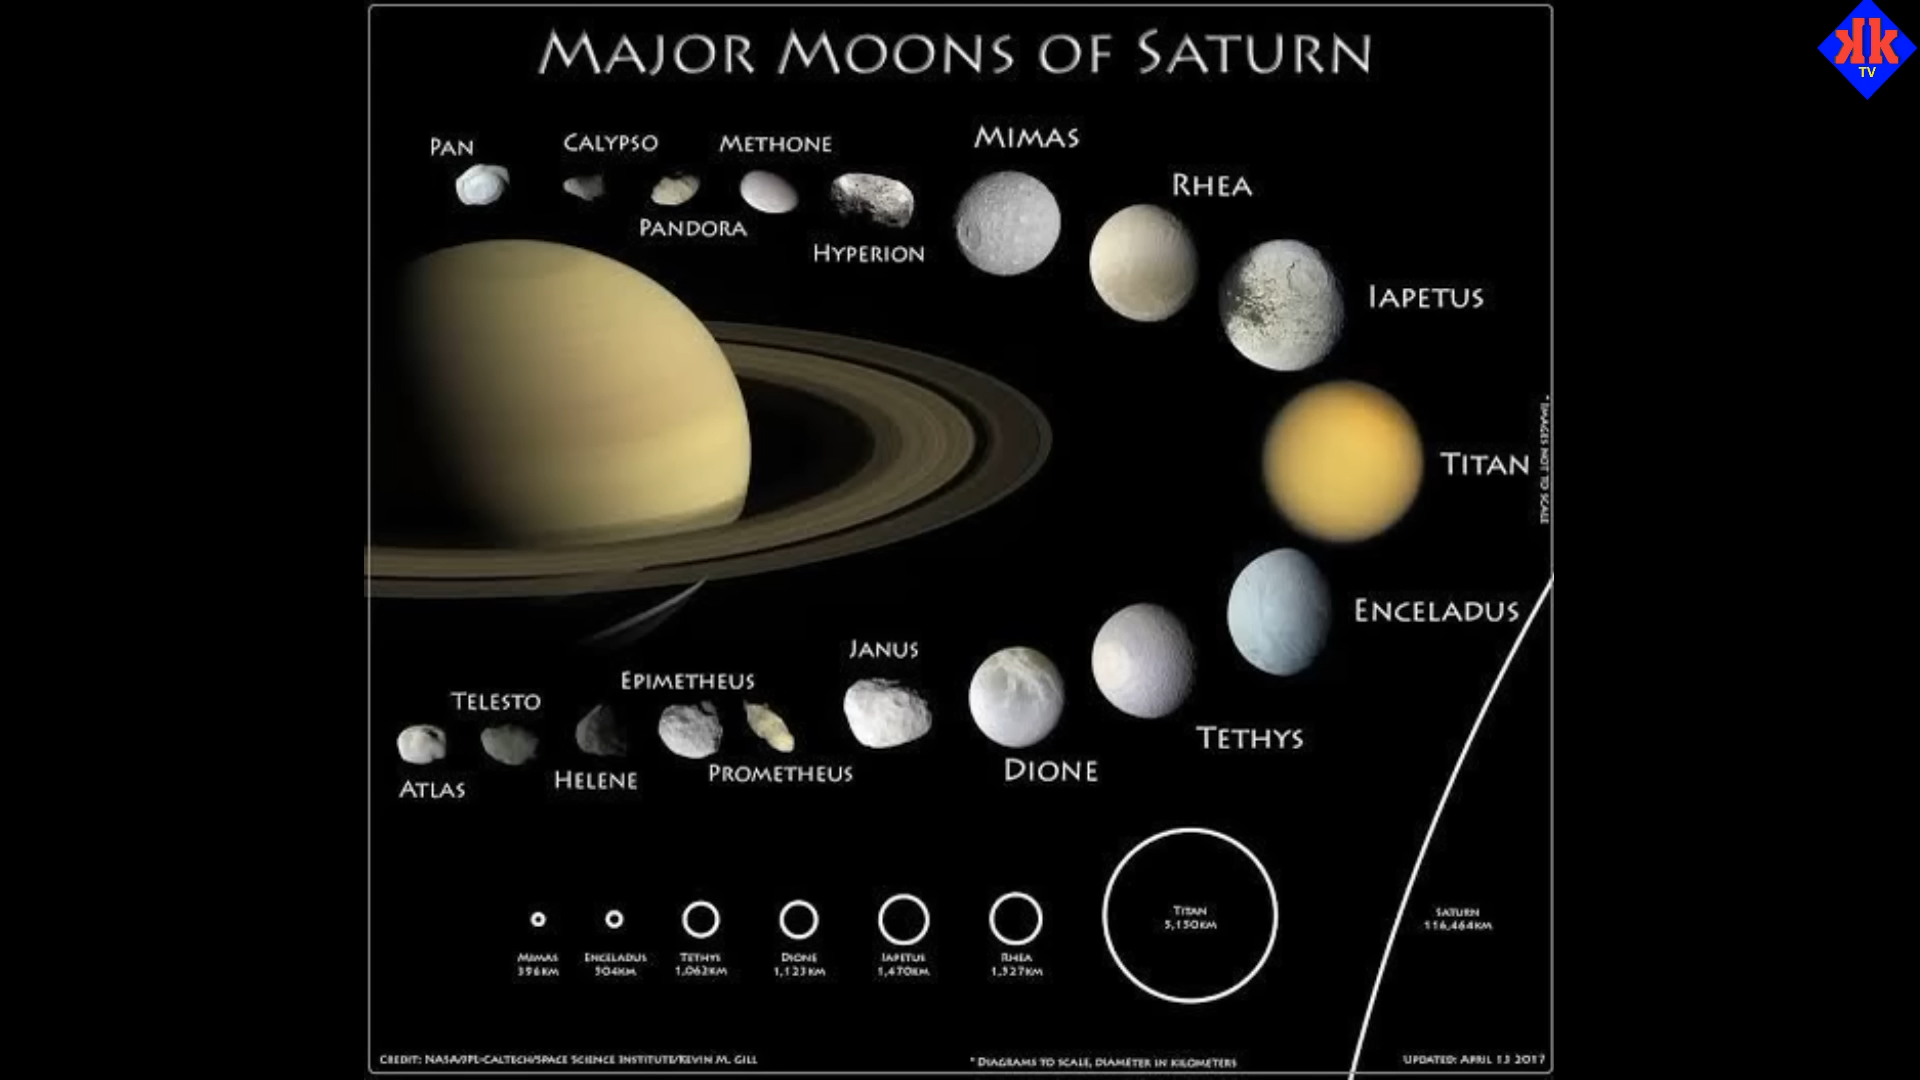 MAJOR MOONS OF SATURN
kk
TV
PAN
CALYPSO
METHONE
MIMAS
PANDORA
HYPERION
RHEA
IAPETUS
TITAN
* IMAGES NOT TO SCALE
ENCELADUS
JANUS
EPIMETHEUS
TELESTO
TETHYS
DIONE
PROMETHEUS
HELENE
ATLAS
TITAN
5,150KM
SATURN
116,464KM
MIMAS
396KM
ENCELADUS
504KM
TETHYS
1,062KM
DIONE
1,123KM
IAPETUS
1,470KM
RHEA
1,527KM
CREDIT: NASA/JPL-CALTECH/SPACE SCIENCE INSTITUTE/KEVIN M. GILL
* DIAGRAMS TO SCALE, DIAMETER IN KILOMETERS
UPDATED: APRIL 13 2017